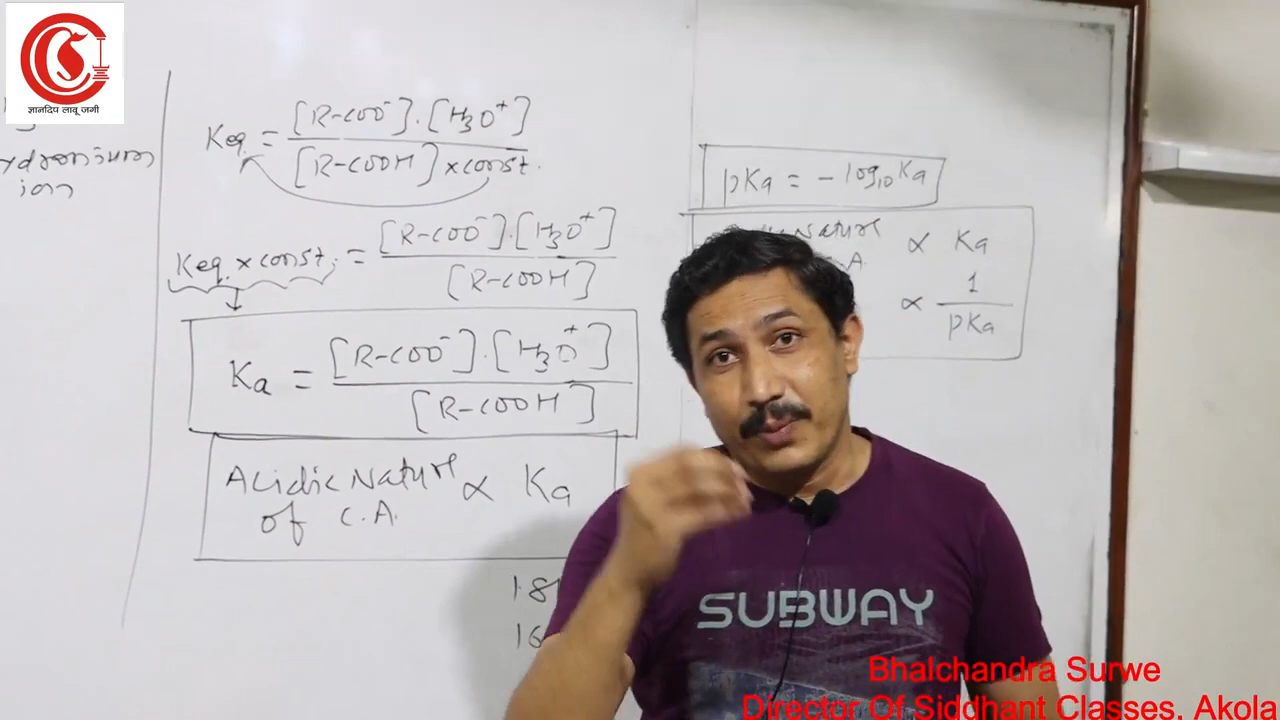 ज्ञानदिप लावू जगी
ion
Keq. = [R-COO⁻].[H₃O⁺] / [R-COOH] x const.
Keq. x const. = [R-COO⁻].[H₃O⁺] / [R-COOH]
Ka = [R-COO⁻].[H₃O⁺] / [R-COOH]
Acidic Nature ∝ Ka
of C.A.
pKa = - log₁₀ Ka
Nature ∝ Ka
∝ 1 / pKa
SUBWAY
Bhalchandra Surwe
Director Of Siddhant Classes, Akola